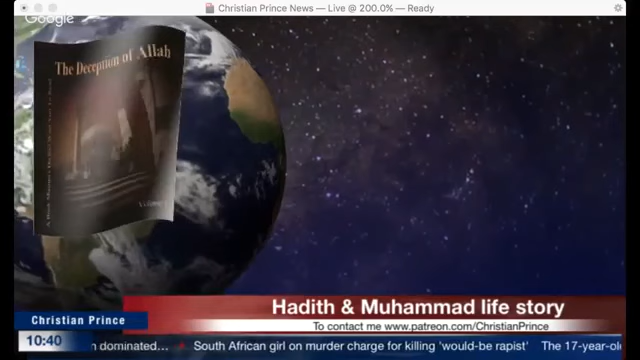 Christian Prince News — Live @ 200.0% — Ready
Google
The Deception of Allah
Hadith & Muhammad life story
Christian Prince
To contact me www.patreon.com/ChristianPrince
10:40
n dominated... South African girl on murder charge for killing 'would-be rapist' The 17-year-ol